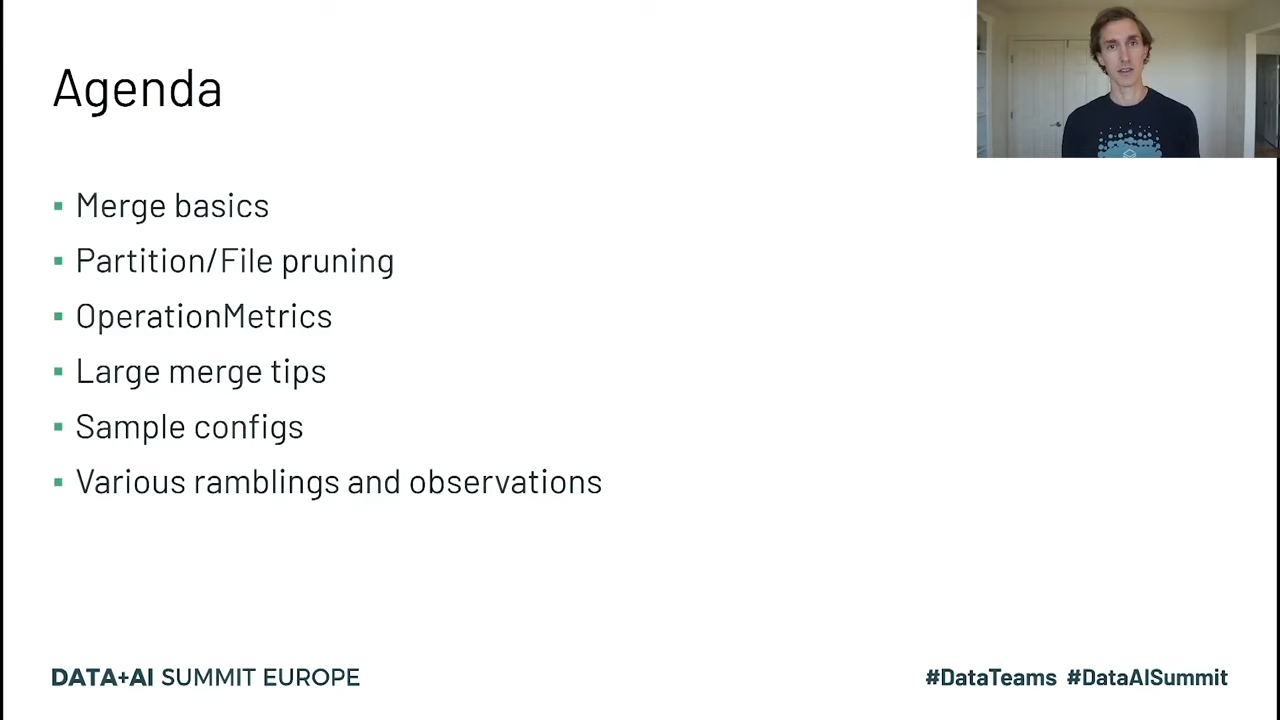 Agenda
▪ Merge basics
▪ Partition/File pruning
▪ OperationMetrics
▪ Large merge tips
▪ Sample configs
▪ Various ramblings and observations
DATA+AI SUMMIT EUROPE
#DataTeams #DataAISummit